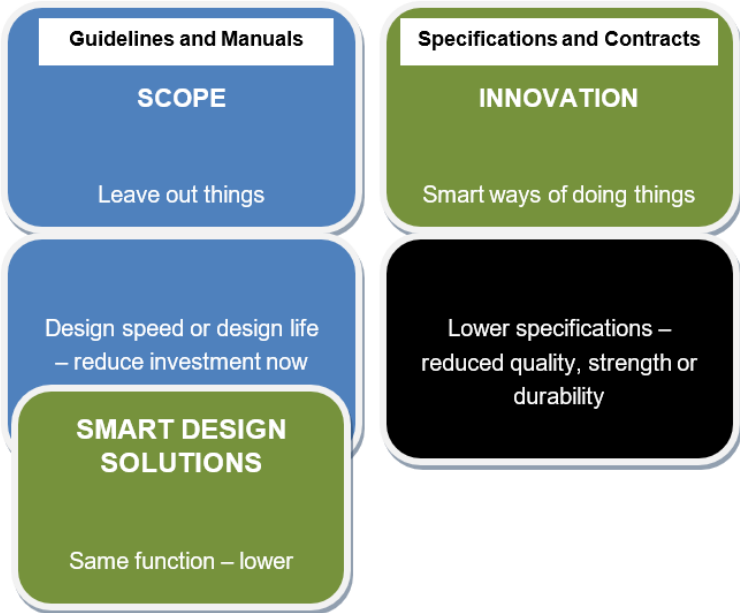 Guidelines and Manuals
SCOPE
Leave out things
Design speed or design life
– reduce investment now
SMART DESIGN
SOLUTIONS
Same function – lower
Specifications and Contracts
INNOVATION
Smart ways of doing things
Lower specifications –
reduced quality, strength or
durability